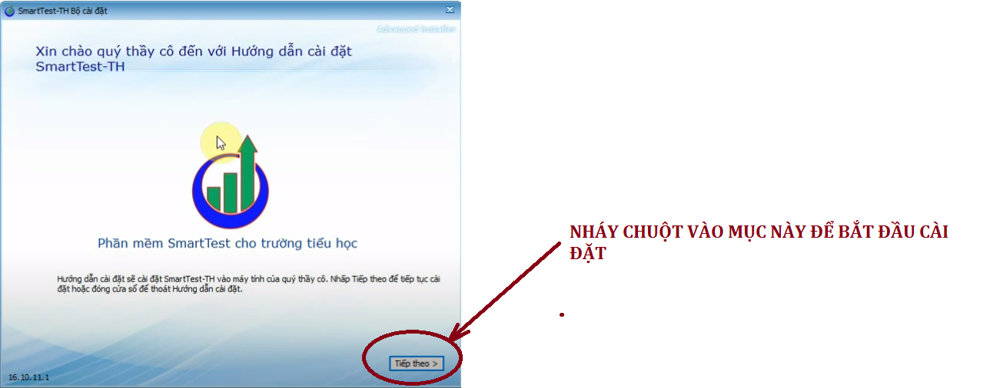 SmartTest-TH Bộ cài đặt
Advanced Installer
Xin chào quý thầy cô đến với Hướng dẫn cài đặt
SmartTest-TH
Phần mềm SmartTest cho trường tiểu học
Hướng dẫn cài đặt sẽ cài đặt SmartTest-TH vào máy tính của quý thầy cô. Nhấp Tiếp theo để tiếp tục cài
đặt hoặc đóng cửa sổ để thoát Hướng dẫn cài đặt.
NHÁY CHUỘT VÀO MỤC NÀY ĐỂ BẮT ĐẦU CÀI
ĐẶT
Tiếp theo >
16.10.11.1